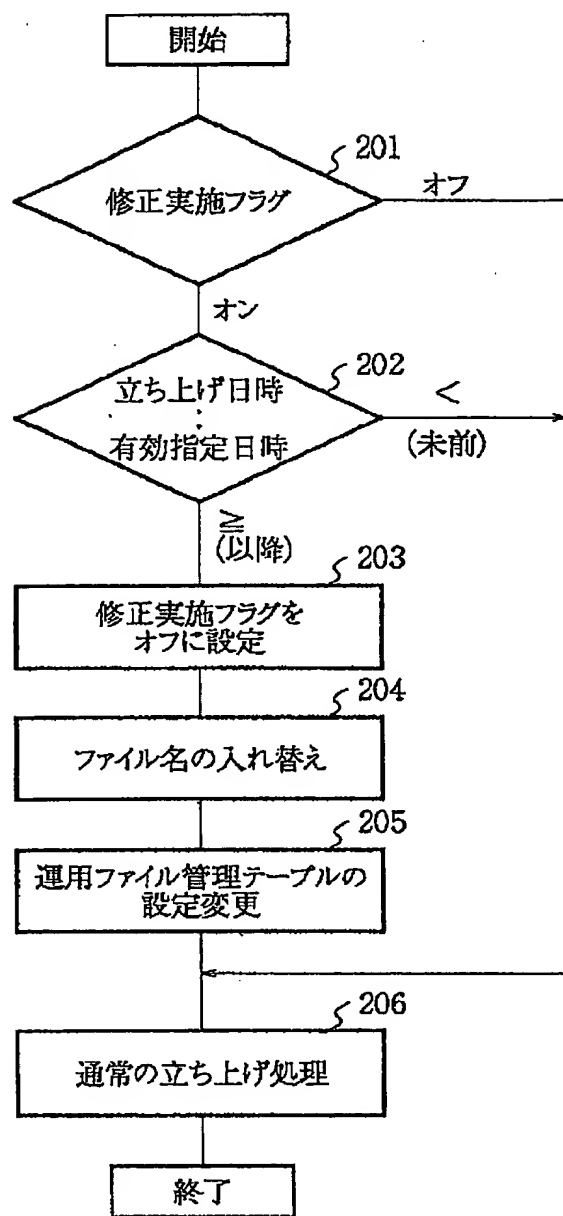 開始
201
修正実施フラグ
オフ
オン
202
立ち上げ日時
:
有効指定日時
<
(未前)
≧
(以降)
203
修正実施フラグを
オフに設定
204
ファイル名の入れ替え
205
運用ファイル管理テーブルの
設定変更
206
通常の立ち上げ処理
終了